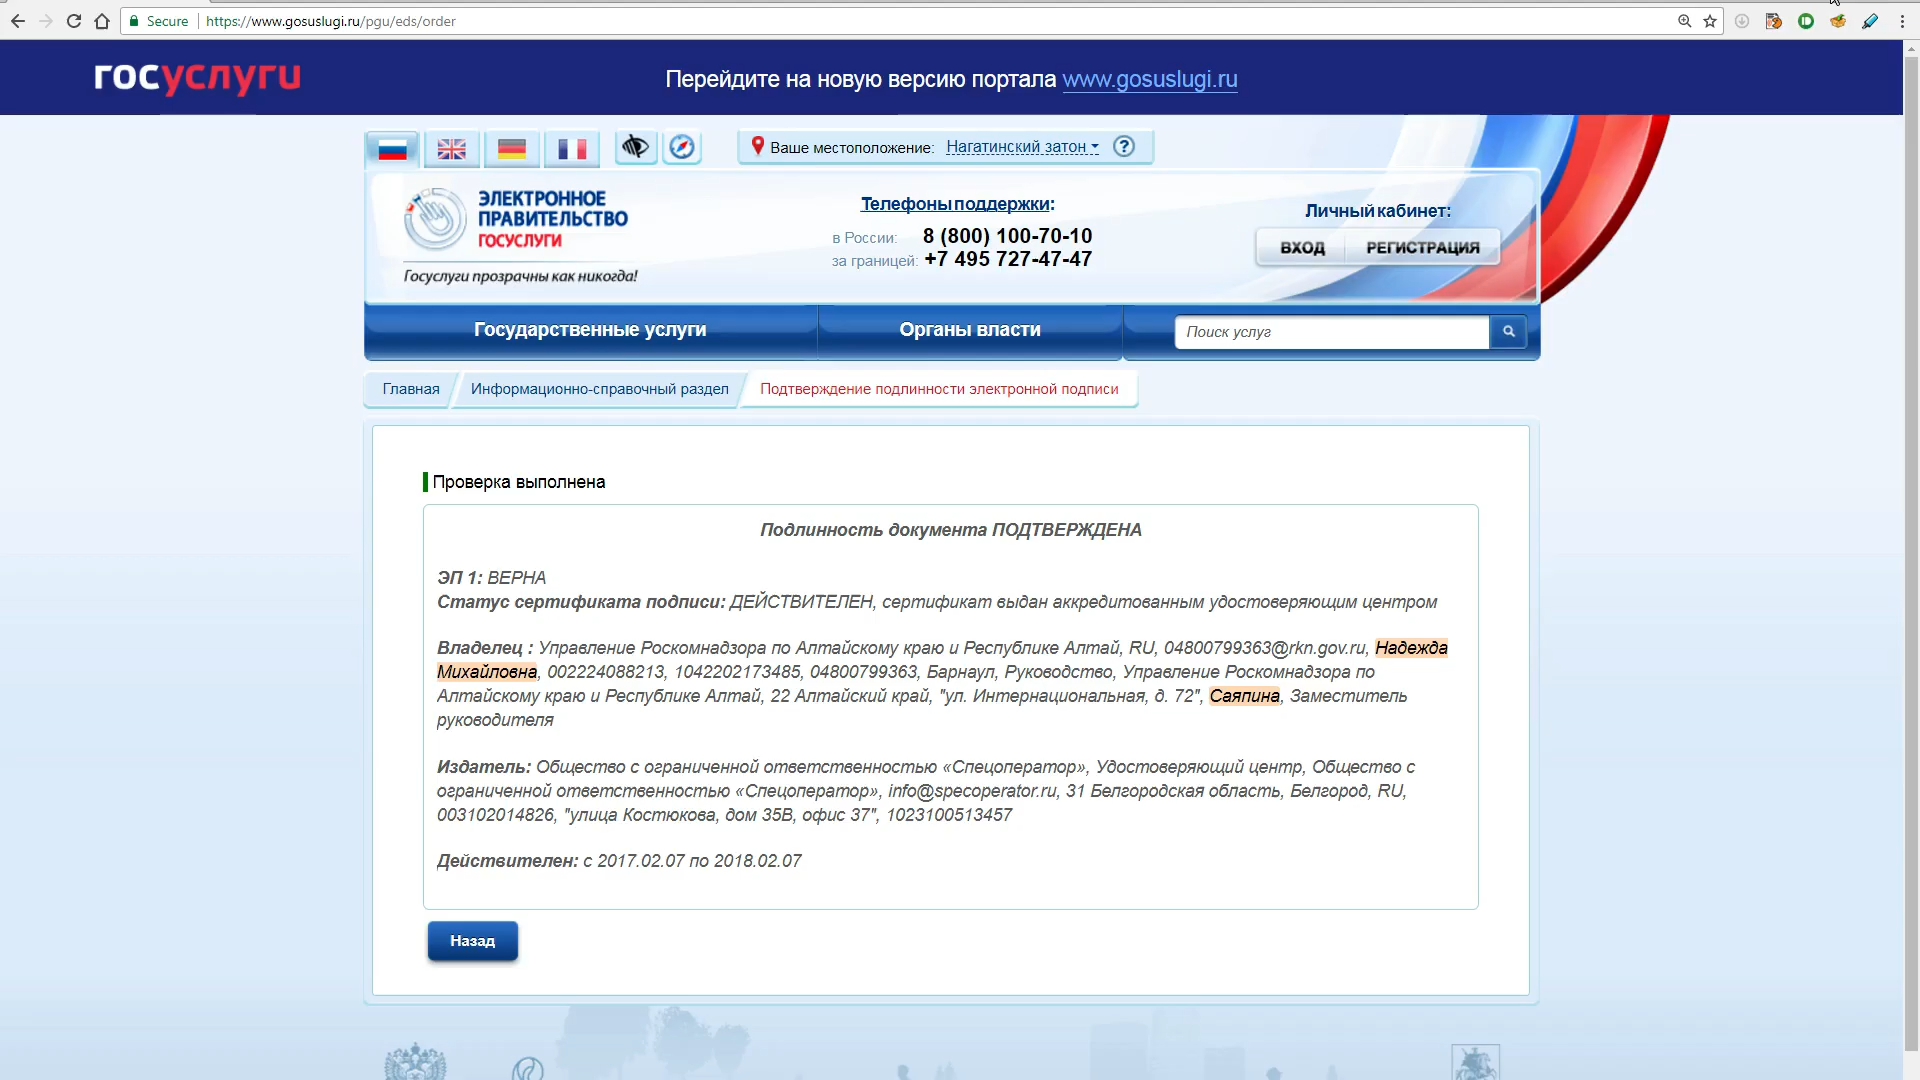 Secure https://www.gosuslugi.ru/pgu/eds/order
госуслуги
Перейдите на новую версию портала www.gosuslugi.ru
Ваше местоположение: Нагатинский затон
ЭЛЕКТРОННОЕ
ПРАВИТЕЛЬСТВО
ГОСУСЛУГИ
Госуслуги прозрачны как никогда!
Телефоны поддержки:
в России: 8 (800) 100-70-10
за границей: +7 495 727-47-47
Личный кабинет:
ВХОД РЕГИСТРАЦИЯ
Государственные услуги Органы власти Поиск услуг
Главная Информационно-справочный раздел Подтверждение подлинности электронной подписи
Проверка выполнена
Подлинность документа ПОДТВЕРЖДЕНА
ЭП 1: ВЕРНА
Статус сертификата подписи: ДЕЙСТВИТЕЛЕН, сертификат выдан аккредитованным удостоверяющим центром
Владелец : Управление Роскомнадзора по Алтайскому краю и Республике Алтай, RU, 04800799363@rkn.gov.ru, Надежда
Михайловна, 002224088213, 1042202173485, 04800799363, Барнаул, Руководство, Управление Роскомнадзора по
Алтайскому краю и Республике Алтай, 22 Алтайский край, "ул. Интернациональная, д. 72", Саяпина, Заместитель
руководителя
Издатель: Общество с ограниченной ответственностью «Спецоператор», Удостоверяющий центр, Общество с
ограниченной ответственностью «Спецоператор», info@specoperator.ru, 31 Белгородская область, Белгород, RU,
003102014826, "улица Костюкова, дом 35В, офис 37", 1023100513457
Действителен: с 2017.02.07 по 2018.02.07
Назад